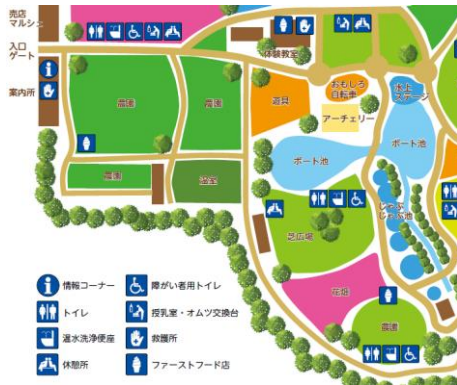 売店
マルシェ
入口
ゲート
案内所
体験教室
農園
農園
遊具
おもしろ
自転車
水上
ステージ
アーチェリー
ボート池
ボート池
農園
温室
芝広場
じゃぶ
じゃぶ池
花畑
農園
情報コーナー
障がい者用トイレ
トイレ
授乳室・オムツ交換台
温水洗浄便座
救護所
休憩所
ファーストフード店